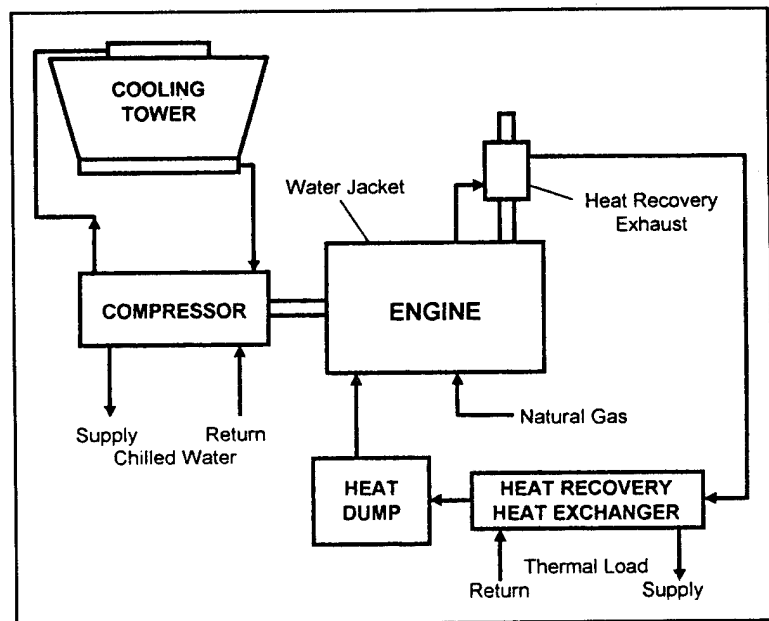 COOLING
TOWER
Water Jacket
Heat Recovery
Exhaust
COMPRESSOR
ENGINE
Supply
Return
Chilled Water
Natural Gas
HEAT
DUMP
HEAT RECOVERY
HEAT EXCHANGER
Thermal Load
Return
Supply